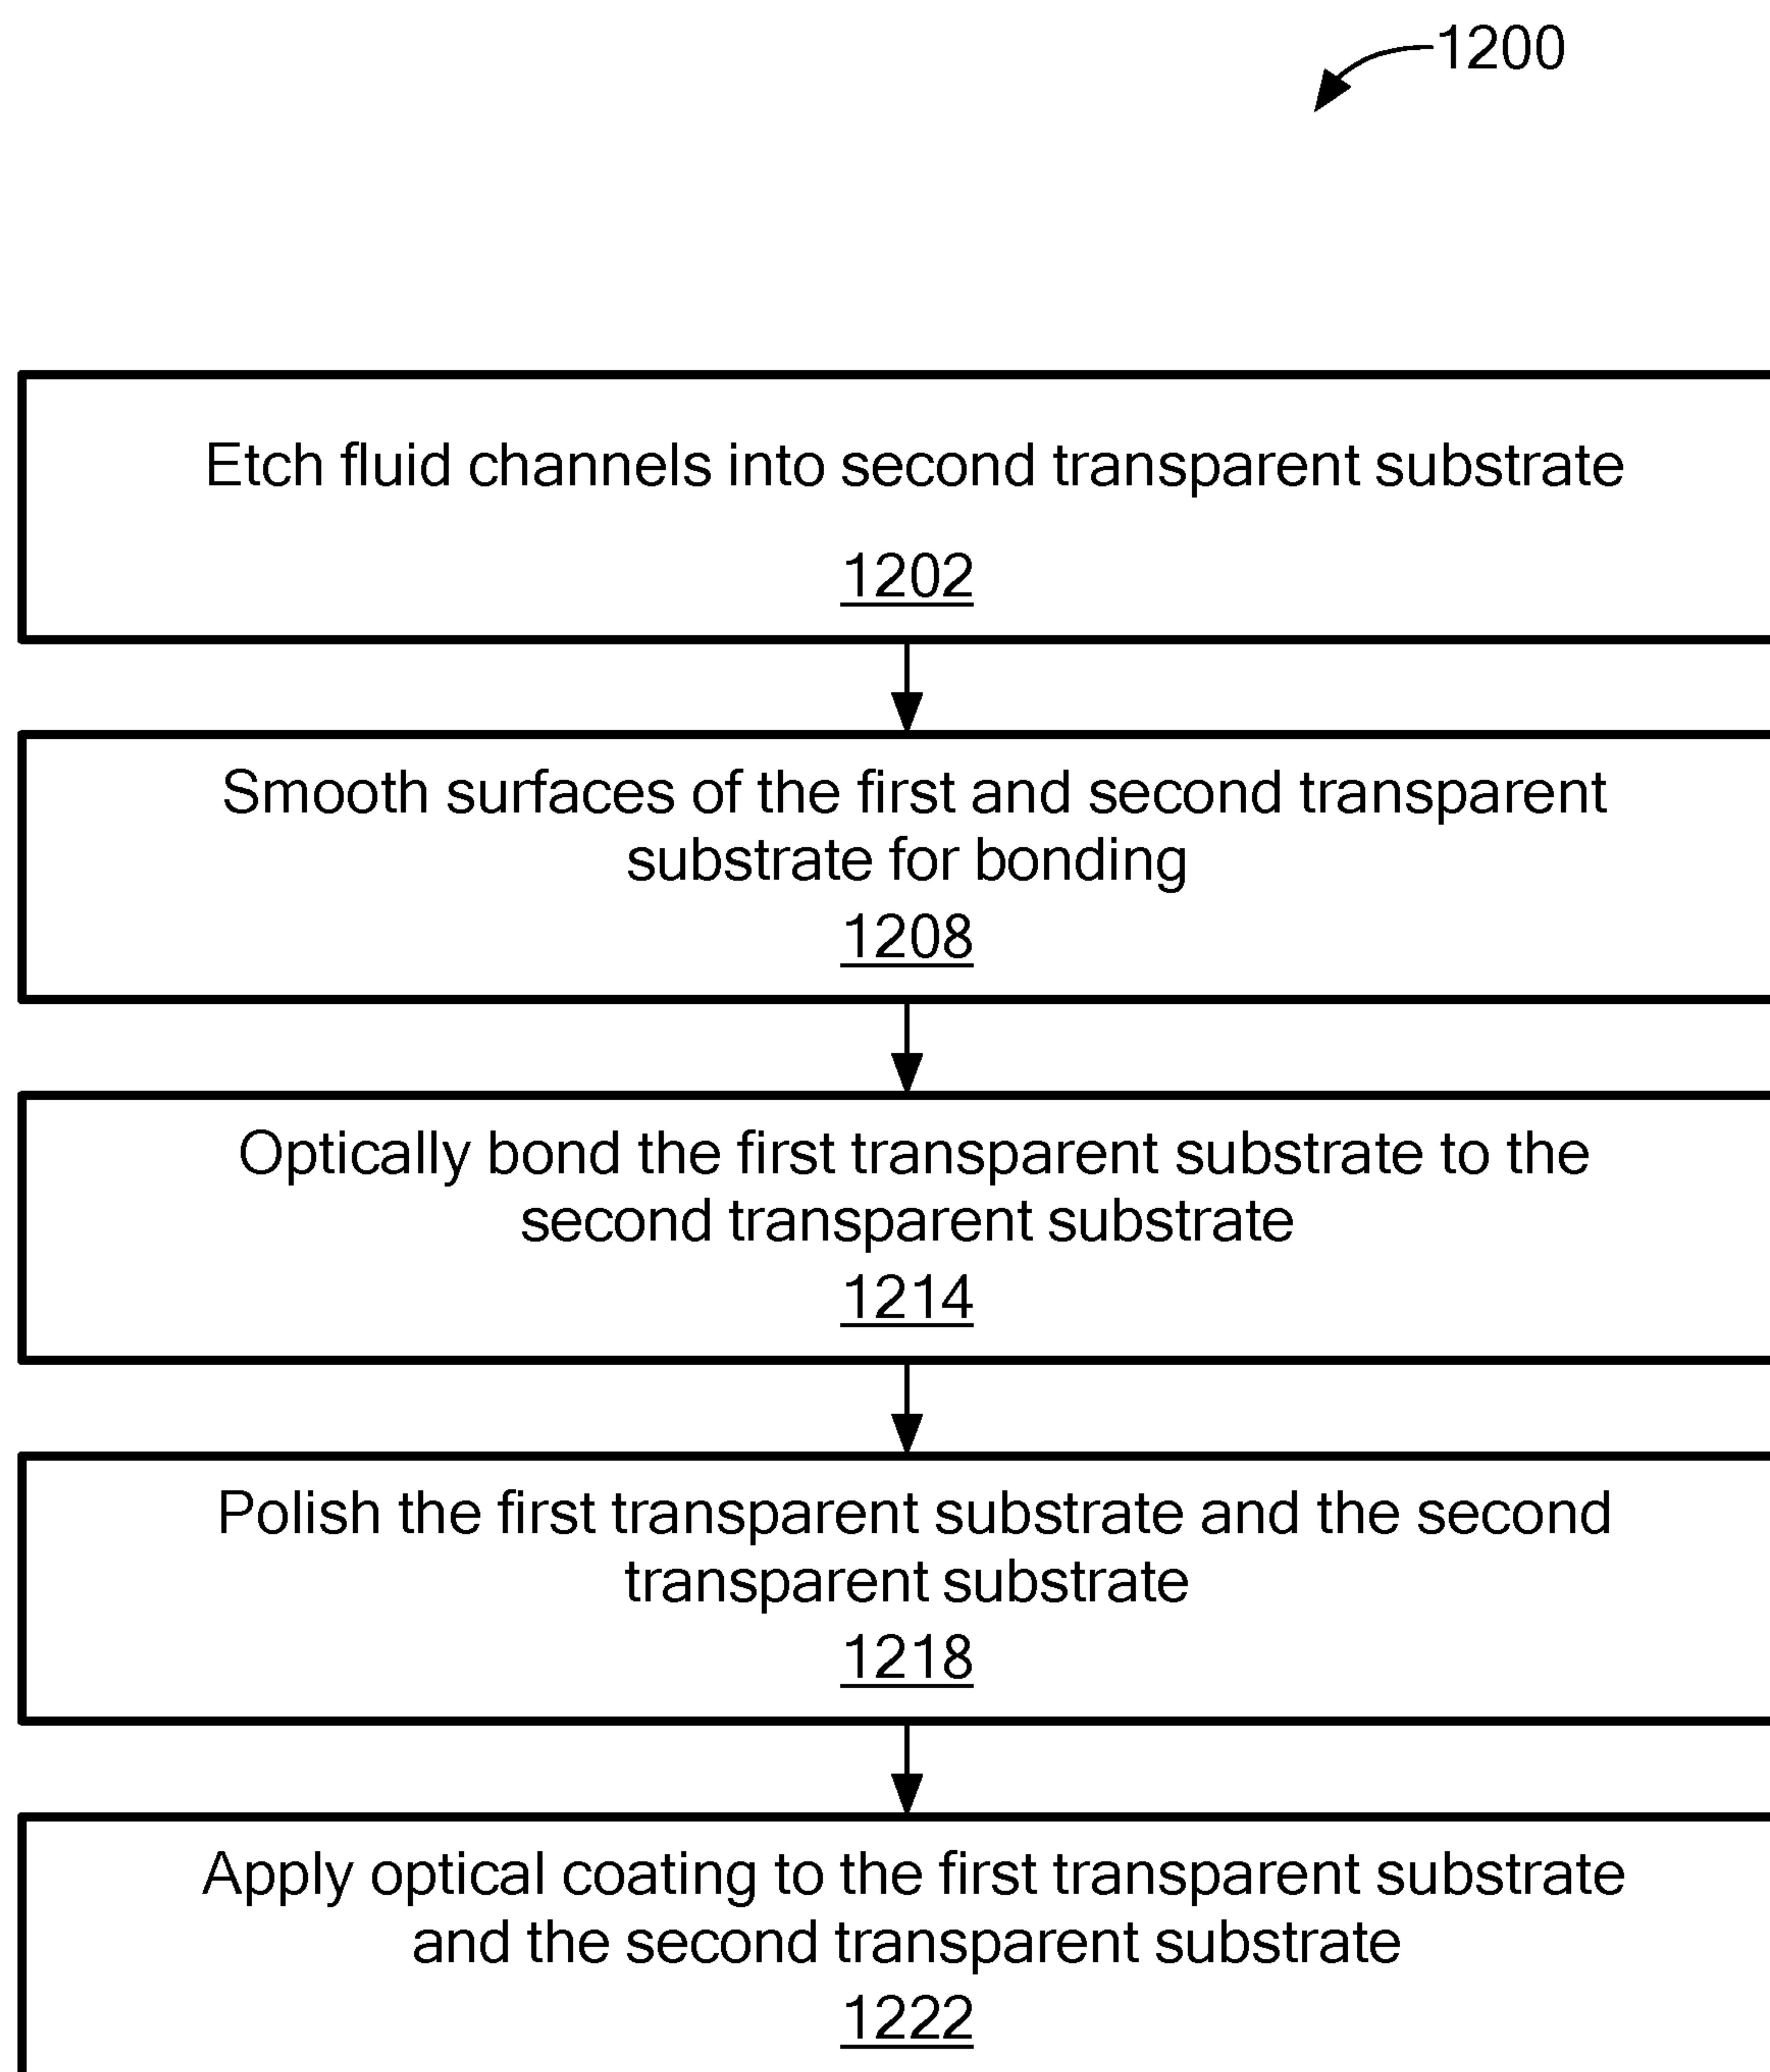 1200
Etch fluid channels into second transparent substrate
1202
Smooth surfaces of the first and second transparent
substrate for bonding
1208
Optically bond the first transparent substrate to the
second transparent substrate
1214
Polish the first transparent substrate and the second
transparent substrate
1218
Apply optical coating to the first transparent substrate
and the second transparent substrate
1222